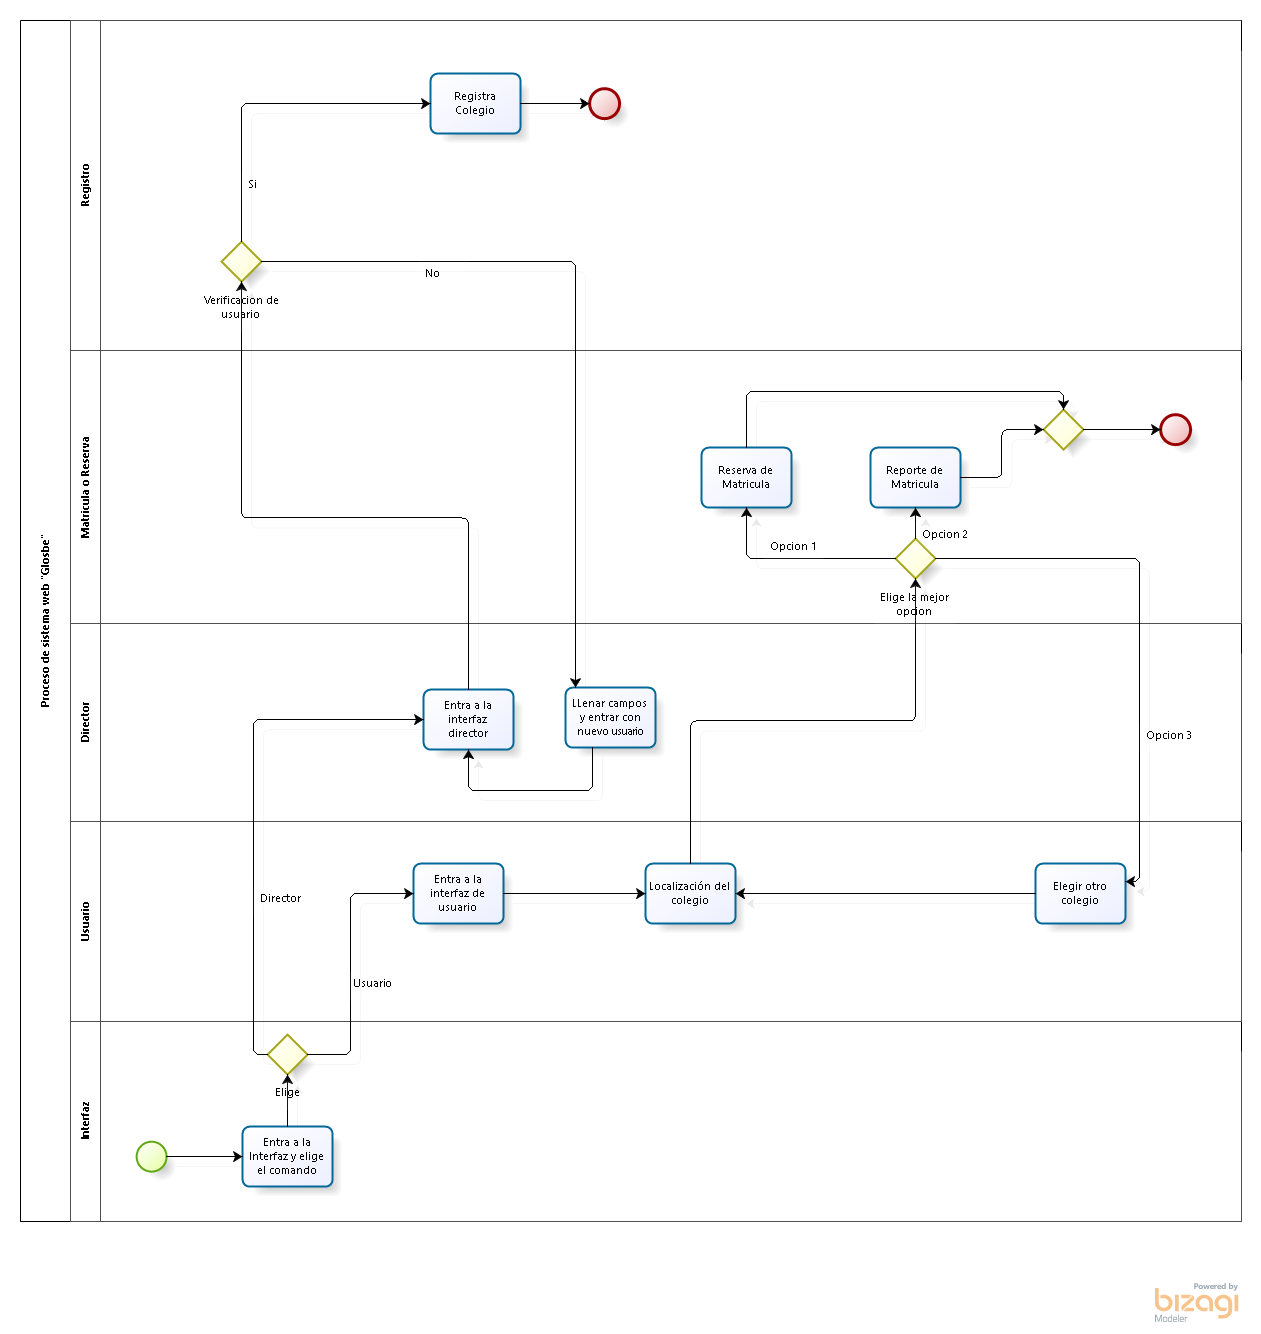 Proceso de sistema web "Glosbe"
Registro
Registra
Colegio
Si
No
Verificacion de
usuario
Matricula o Reserva
Reserva de
Matricula
Reporte de
Matricula
Opcion 1
Opcion 2
Elige la mejor
opcion
Director
Entra a la
interfaz
director
LLenar campos
y entrar con
nuevo usuario
Opcion 3
Usuario
Entra a la
interfaz de
usuario
Localización del
colegio
Elegir otro
colegio
Director
Usuario
Interfaz
Elige
Entra a la
Interfaz y elige
el comando
Powered by
bizagi
Modeler